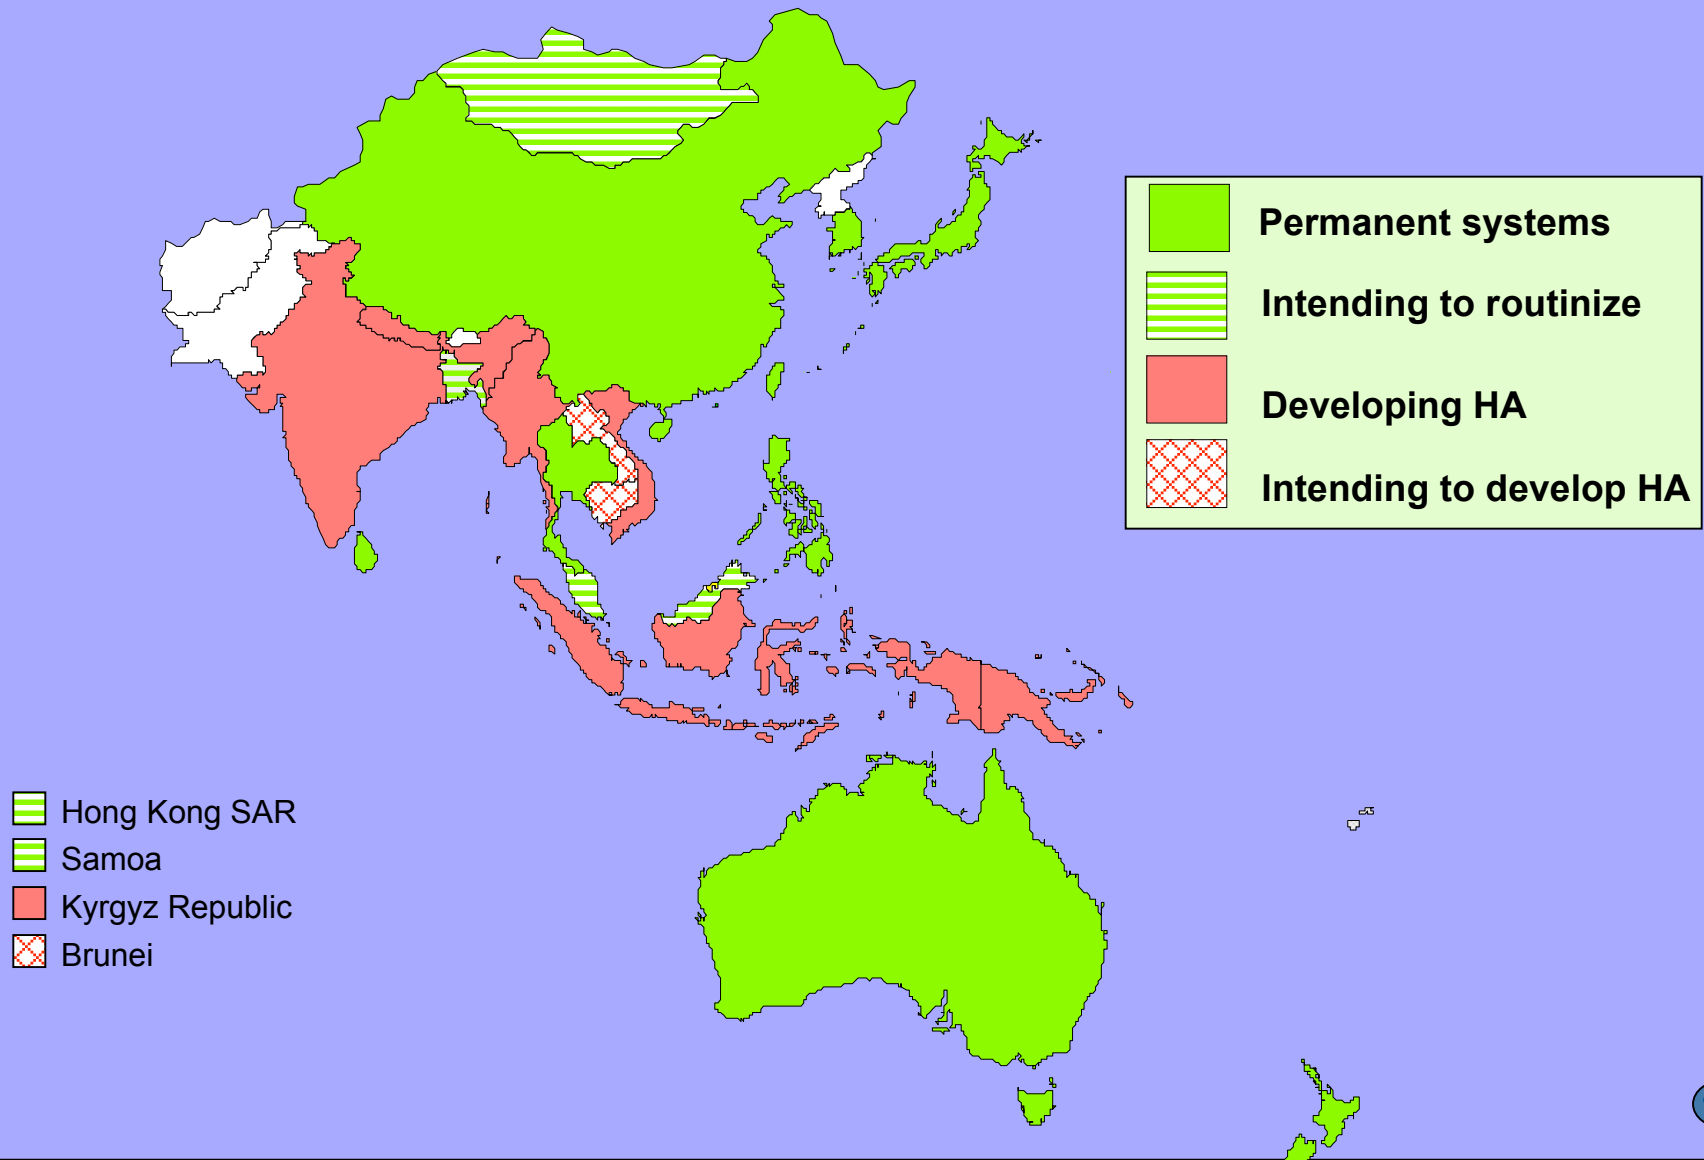 Permanent systems
Intending to routinize
Developing HA
Intending to develop HA
Hong Kong SAR
Samoa
Kyrgyz Republic
Brunei